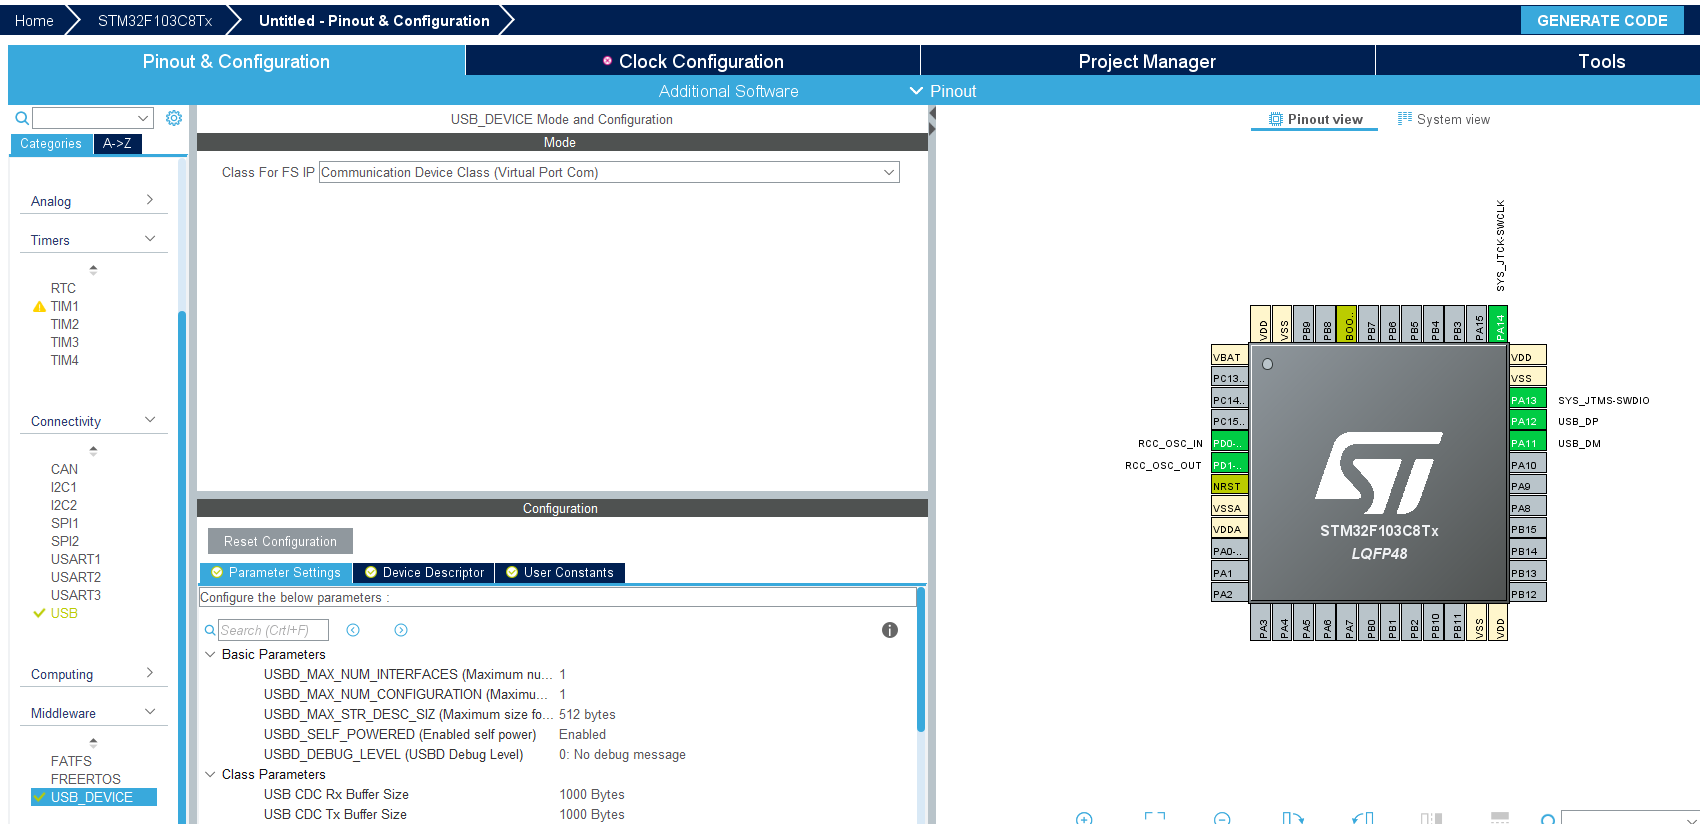 Home
STM32F103C8Tx
Untitled - Pinout & Configuration
GENERATE CODE
Pinout & Configuration
Clock Configuration
Project Manager
Tools
Additional Software
Pinout
Categories
A->Z
Analog
Timers
RTC
TIM1
TIM2
TIM3
TIM4
Connectivity
CAN
I2C1
I2C2
SPI1
SPI2
USART1
USART2
USART3
USB
Computing
Middleware
FATFS
FREERTOS
USB_DEVICE
USB_DEVICE Mode and Configuration
Mode
Class For FS IP
Communication Device Class (Virtual Port Com)
Configuration
Reset Configuration
Parameter Settings
Device Descriptor
User Constants
Configure the below parameters :
Search (CrtI+F)
Basic Parameters
USBD_MAX_NUM_INTERFACES (Maximum nu... 1
USBD_MAX_NUM_CONFIGURATION (Maximu... 1
USBD_MAX_STR_DESC_SIZ (Maximum size fo... 512 bytes
USBD_SELF_POWERED (Enabled self power) Enabled
USBD_DEBUG_LEVEL (USBD Debug Level) 0: No debug message
Class Parameters
USB CDC Rx Buffer Size 1000 Bytes
USB CDC Tx Buffer Size 1000 Bytes
Pinout view
System view
SYS_JTCK-SWCLK
VDD
VSS
PB9
PB8
BOO..
PB7
PB6
PB5
PB4
PB3
PA15
PA14
VBAT
PC13..
PC14..
PC15..
RCC_OSC_IN
PD0-..
RCC_OSC_OUT
PD1-..
NRST
VSSA
VDDA
PA0-..
PA1
PA2
ST
STM32F103C8Tx
LQFP48
VDD
VSS
PA13
SYS_JTMS-SWDIO
PA12
USB_DP
PA11
USB_DM
PA10
PA9
PA8
PB15
PB14
PB13
PB12
PA3
PA4
PA5
PA6
PA7
PB0
PB1
PB2
PB10
PB11
VSS
VDD